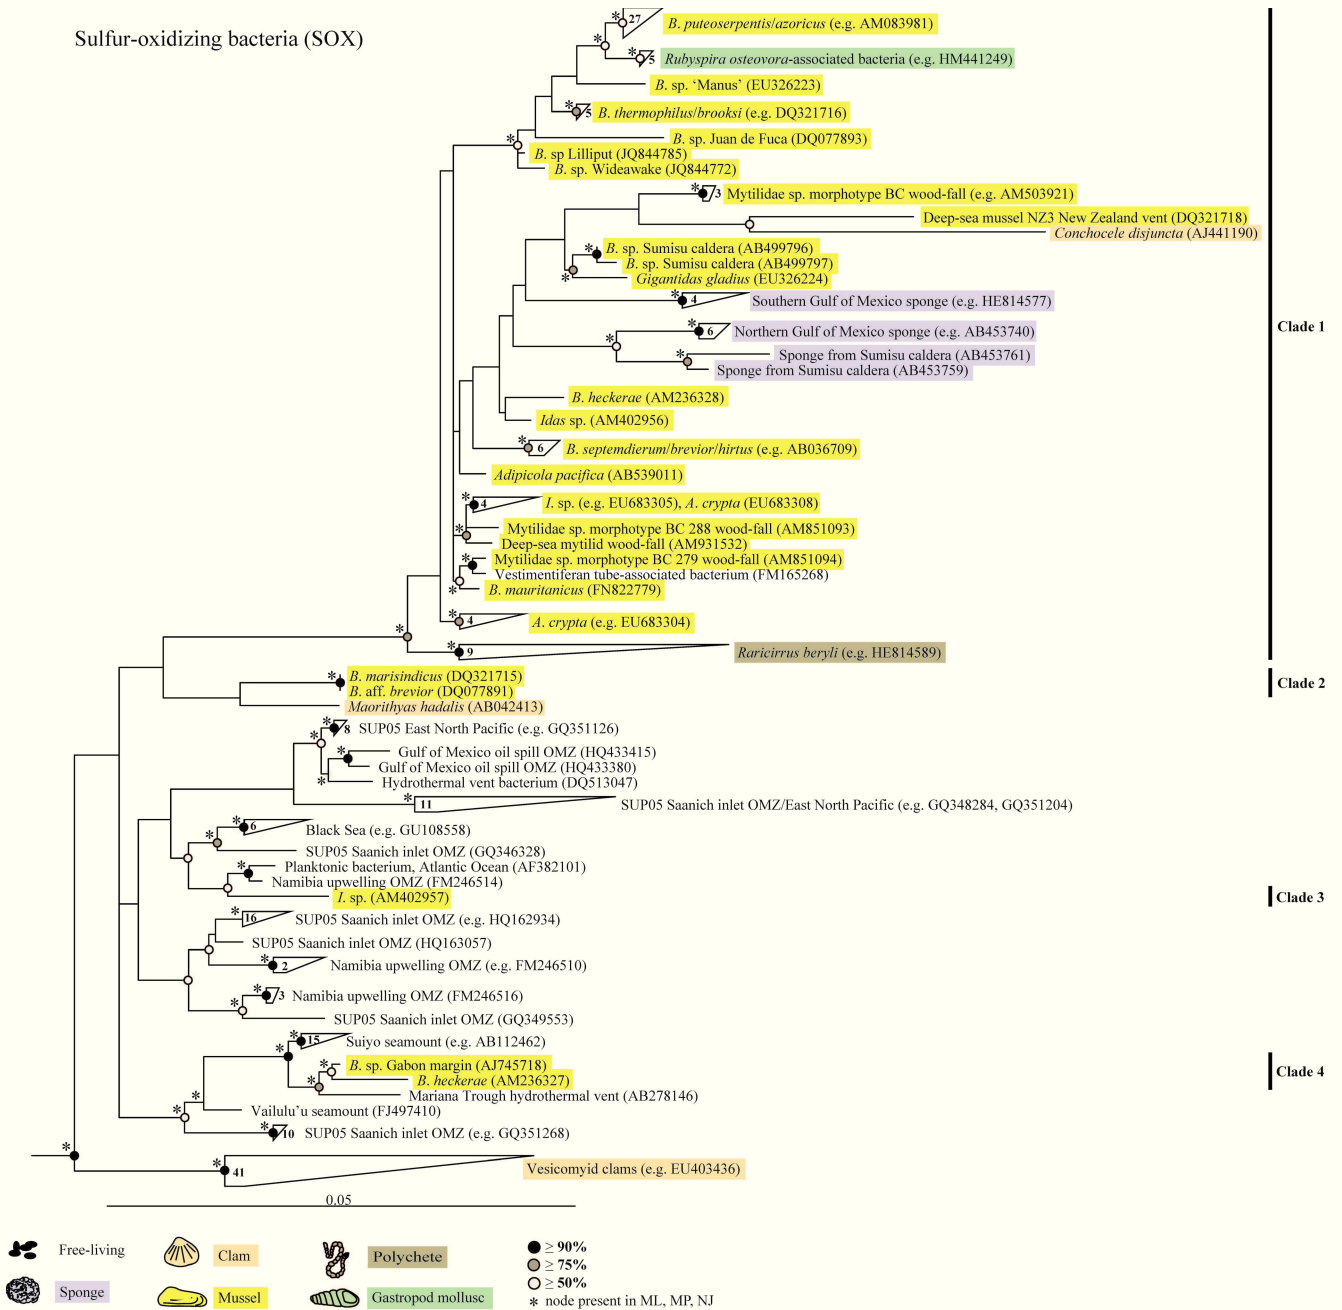 Sulfur-oxidizing bacteria (SOX)
27
B. puteoserpentis/azoricus (e.g. AM083981)
5
Rubyspira osteovora-associated bacteria (e.g. HM441249)
B. sp. ‘Manus’ (EU326223)
5
B. thermophilus/brooksi (e.g. DQ321716)
B. sp. Juan de Fuca (DQ077893)
B. sp Lilliput (JQ844785)
B. sp. Wideawake (JQ844772)
3
Mytilidae sp. morphotype BC wood-fall (e.g. AM503921)
Deep-sea mussel NZ3 New Zealand vent (DQ321718)
Conchocele disjuncta (AJ441190)
B. sp. Sumisu caldera (AB499796)
B. sp. Sumisu caldera (AB499797)
Gigantidas gladius (EU326224)
4
Southern Gulf of Mexico sponge (e.g. HE814577)
Clade 1
6
Northern Gulf of Mexico sponge (e.g. AB453740)
Sponge from Sumisu caldera (AB453761)
Sponge from Sumisu caldera (AB453759)
B. heckerae (AM236328)
Idas sp. (AM402956)
6
B. septemdierum/brevior/hirtus (e.g. AB036709)
Adipicola pacifica (AB539011)
4
I. sp. (e.g. EU683305), A. crypta (EU683308)
Mytilidae sp. morphotype BC 288 wood-fall (AM851093)
Deep-sea mytilid wood-fall (AM931532)
Mytilidae sp. morphotype BC 279 wood-fall (AM851094)
Vestimentiferan tube-associated bacterium (FM165268)
B. mauritanicus (FN822779)
4
A. crypta (e.g. EU683304)
9
Raricirrus beryli (e.g. HE814589)
B. marisindicus (DQ321715)
Clade 2
B. aff. brevior (DQ077891)
Maorithyas hadalis (AB042413)
8
SUP05 East North Pacific (e.g. GQ351126)
Gulf of Mexico oil spill OMZ (HQ433415)
Gulf of Mexico oil spill OMZ (HQ433380)
Hydrothermal vent bacterium (DQ513047)
11
SUP05 Saanich inlet OMZ/East North Pacific (e.g. GQ348284, GQ351204)
6
Black Sea (e.g. GU108558)
SUP05 Saanich inlet OMZ (GQ346328)
Planktonic bacterium, Atlantic Ocean (AF382101)
Namibia upwelling OMZ (FM246514)
I. sp. (AM402957)
Clade 3
16
SUP05 Saanich inlet OMZ (e.g. HQ162934)
SUP05 Saanich inlet OMZ (HQ163057)
2
Namibia upwelling OMZ (e.g. FM246510)
3
Namibia upwelling OMZ (FM246516)
SUP05 Saanich inlet OMZ (GQ349553)
15
Suiyo seamount (e.g. AB112462)
B. sp. Gabon margin (AJ745718)
Clade 4
B. heckerae (AM236327)
Mariana Trough hydrothermal vent (AB278146)
Vailulu’u seamount (FJ497410)
10
SUP05 Saanich inlet OMZ (e.g. GQ351268)
41
Vesicomyid clams (e.g. EU403436)
0.05
Free-living
Clam
Polychete
≥ 90%
≥ 75%
Sponge
Mussel
Gastropod mollusc
≥ 50%
* node present in ML, MP, NJ